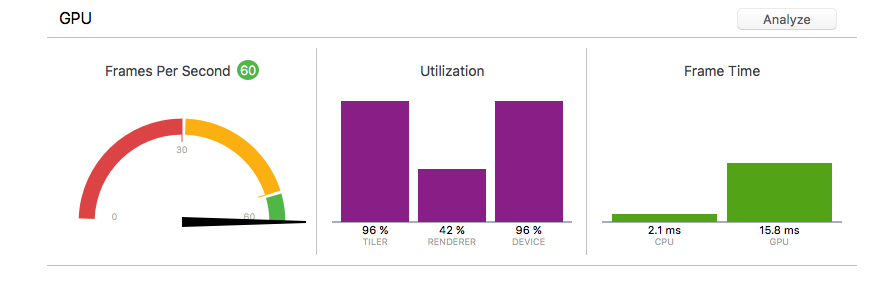 GPU
Analyze
Frames Per Second 60
30
0
60
Utilization
96 %
42 %
96 %
TILER
RENDERER
DEVICE
Frame Time
2.1 ms
15.8 ms
CPU
GPU